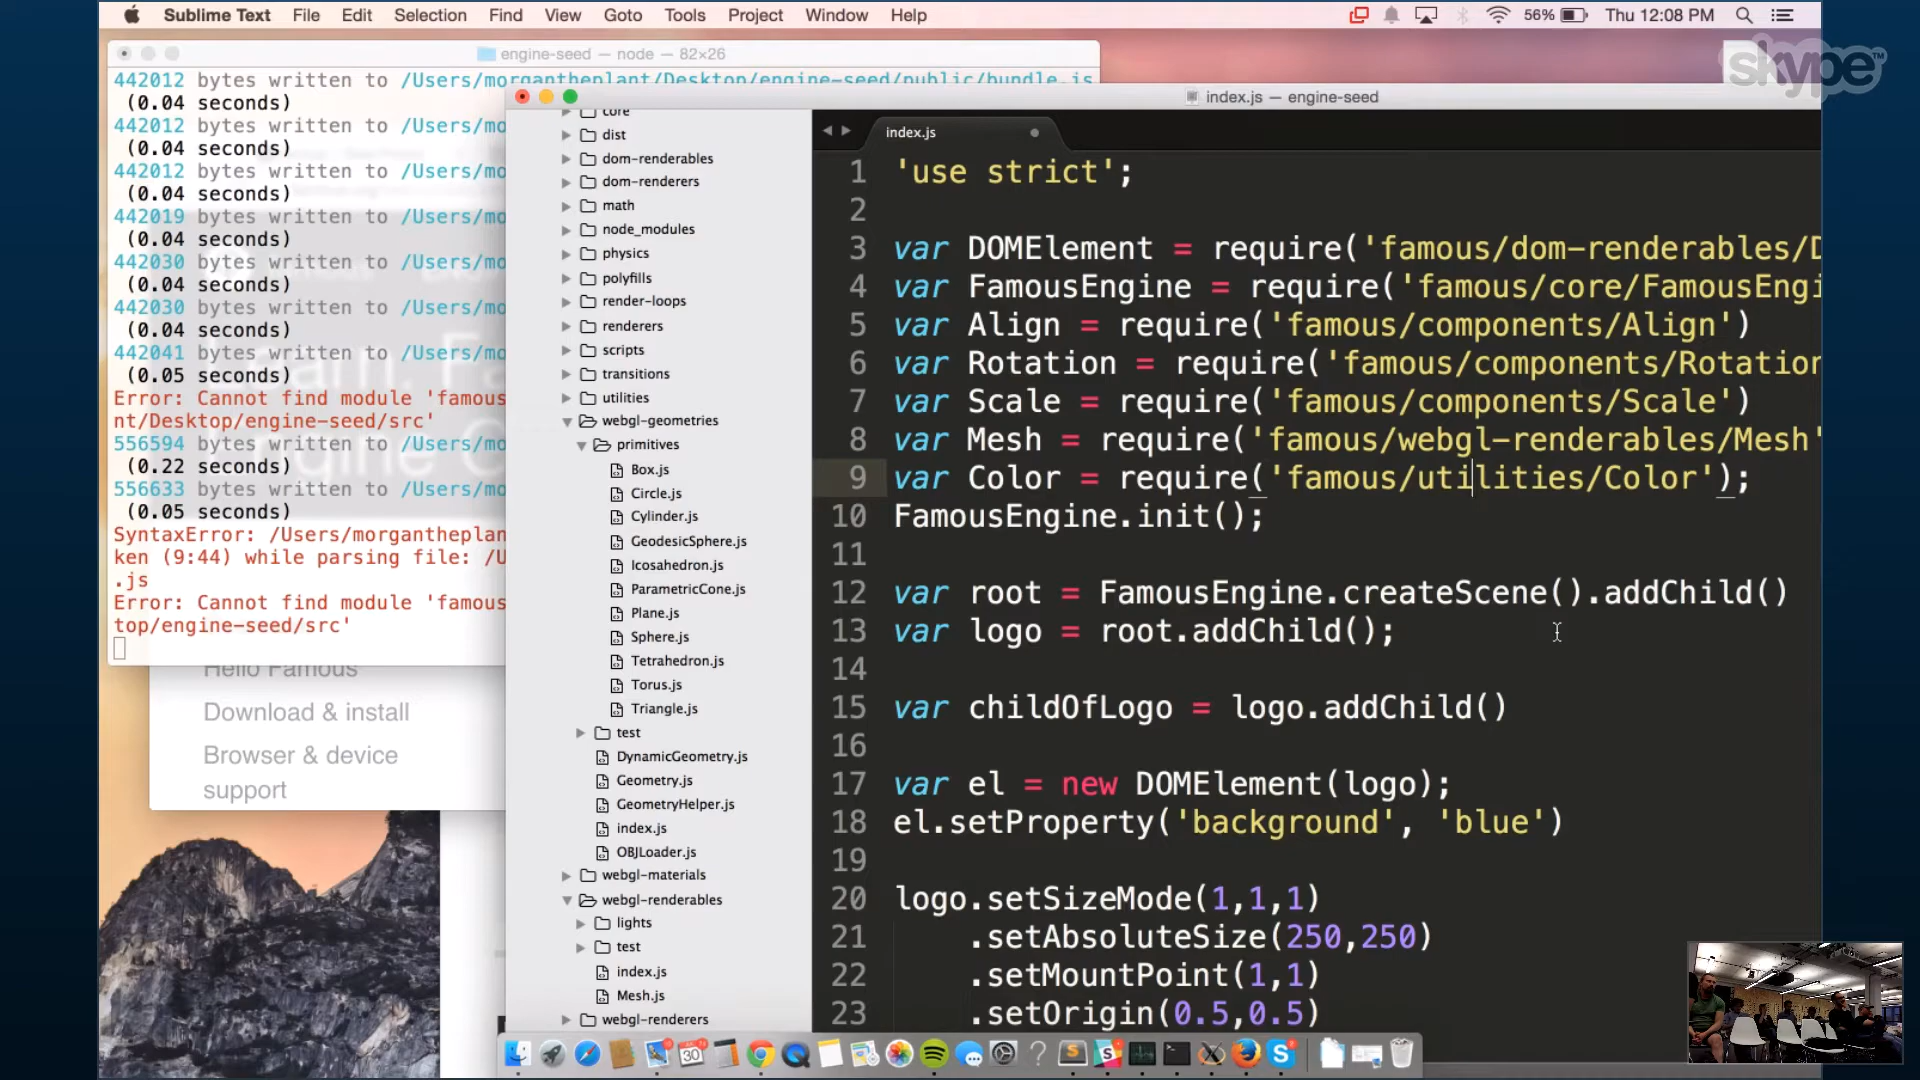 Sublime Text File Edit Selection Find View Goto Tools Project Window Help 56% Thu 12:08 PM
skype™
engine-seed — node — 82×26
442012 bytes written to /Users/morgantheplant/Desktop/engine-seed/public/bundle.js
(0.04 seconds)
442012 bytes written to /Users/mo
(0.04 seconds)
442012 bytes written to /Users/mo
(0.04 seconds)
442019 bytes written to /Users/mo
(0.04 seconds)
442030 bytes written to /Users/mo
(0.04 seconds)
442030 bytes written to /Users/mo
(0.04 seconds)
442041 bytes written to /Users/mo
(0.05 seconds)
Error: Cannot find module 'famous
nt/Desktop/engine-seed/src'
556594 bytes written to /Users/mo
(0.22 seconds)
556633 bytes written to /Users/mo
(0.05 seconds)
SyntaxError: /Users/morgantheplan
ken (9:44) while parsing file: /U
.js
Error: Cannot find module 'famous
top/engine-seed/src'
Hello Famous
Download & install
Browser & device
support
index.js — engine-seed
core
dist
dom-renderables
dom-renderers
math
node_modules
physics
polyfills
render-loops
renderers
scripts
transitions
utilities
webgl-geometries
primitives
Box.js
Circle.js
Cylinder.js
GeodesicSphere.js
Icosahedron.js
ParametricCone.js
Plane.js
Sphere.js
Tetrahedron.js
Torus.js
Triangle.js
test
DynamicGeometry.js
Geometry.js
GeometryHelper.js
index.js
OBJLoader.js
webgl-materials
webgl-renderables
lights
test
index.js
Mesh.js
webgl-renderers
index.js
1 'use strict';
2
3 var DOMElement = require('famous/dom-renderables/D
4 var FamousEngine = require('famous/core/FamousEngi
5 var Align = require('famous/components/Align')
6 var Rotation = require('famous/components/Rotation
7 var Scale = require('famous/components/Scale')
8 var Mesh = require('famous/webgl-renderables/Mesh'
9 var Color = require('famous/utilities/Color');
10 FamousEngine.init();
11
12 var root = FamousEngine.createScene().addChild()
13 var logo = root.addChild();
14
15 var childOfLogo = logo.addChild()
16
17 var el = new DOMElement(logo);
18 el.setProperty('background', 'blue')
19
20 logo.setSizeMode(1,1,1)
21 .setAbsoluteSize(250,250)
22 .setMountPoint(1,1)
23 .setOrigin(0.5,0.5)
30